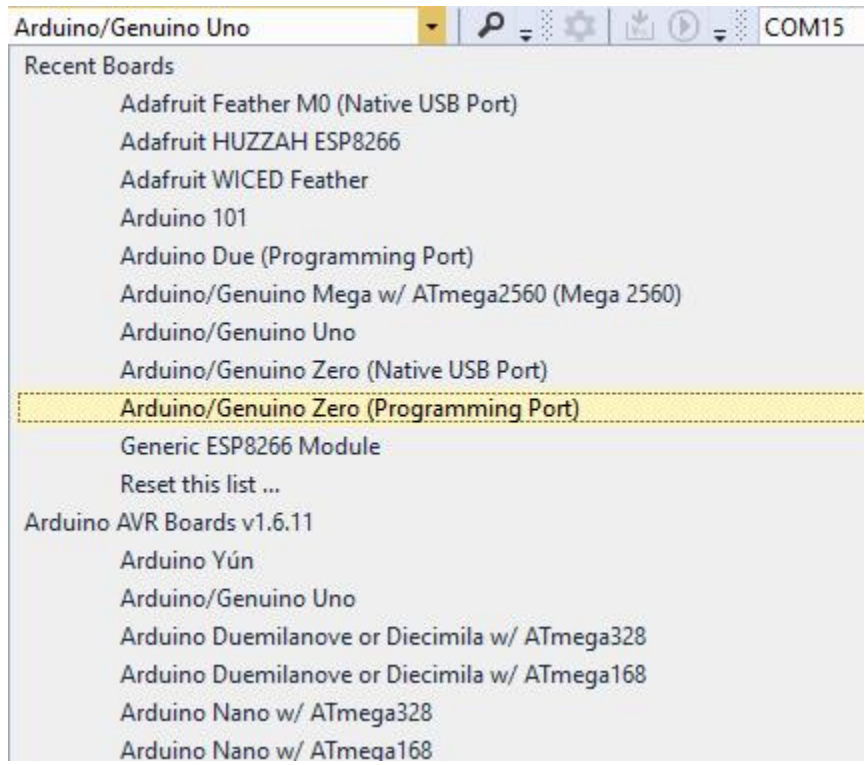 Arduino/Genuino Uno COM15
Recent Boards
Adafruit Feather M0 (Native USB Port)
Adafruit HUZZAH ESP8266
Adafruit WICED Feather
Arduino 101
Arduino Due (Programming Port)
Arduino/Genuino Mega w/ ATmega2560 (Mega 2560)
Arduino/Genuino Uno
Arduino/Genuino Zero (Native USB Port)
Arduino/Genuino Zero (Programming Port)
Generic ESP8266 Module
Reset this list ...
Arduino AVR Boards v1.6.11
Arduino Yún
Arduino/Genuino Uno
Arduino Duemilanove or Diecimila w/ ATmega328
Arduino Duemilanove or Diecimila w/ ATmega168
Arduino Nano w/ ATmega328
Arduino Nano w/ ATmega168